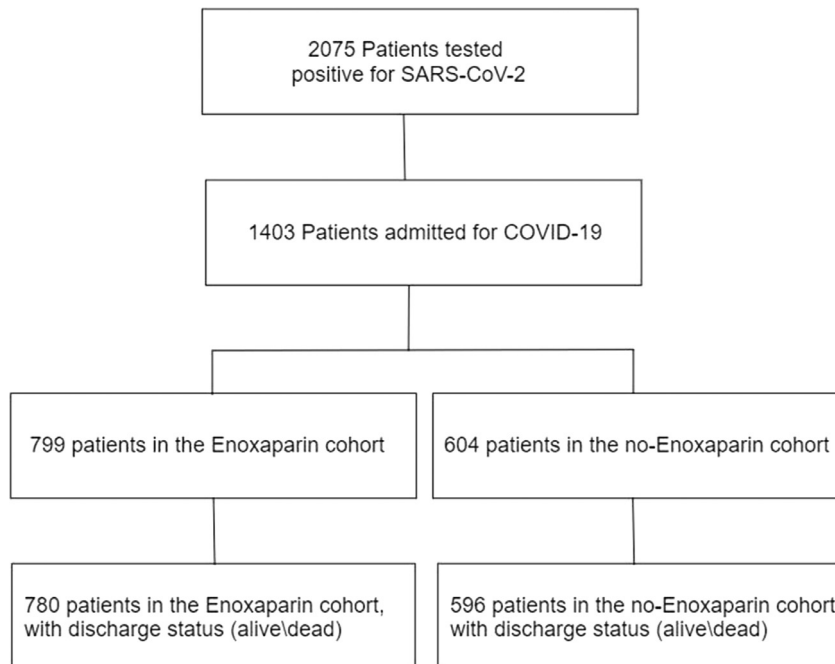 2075 Patients tested
positive for SARS-CoV-2
1403 Patients admitted for COVID-19
799 patients in the Enoxaparin cohort
604 patients in the no-Enoxaparin cohort
780 patients in the Enoxaparin cohort,
with discharge status (alive\dead)
596 patients in the no-Enoxaparin cohort
with discharge status (alive\dead)